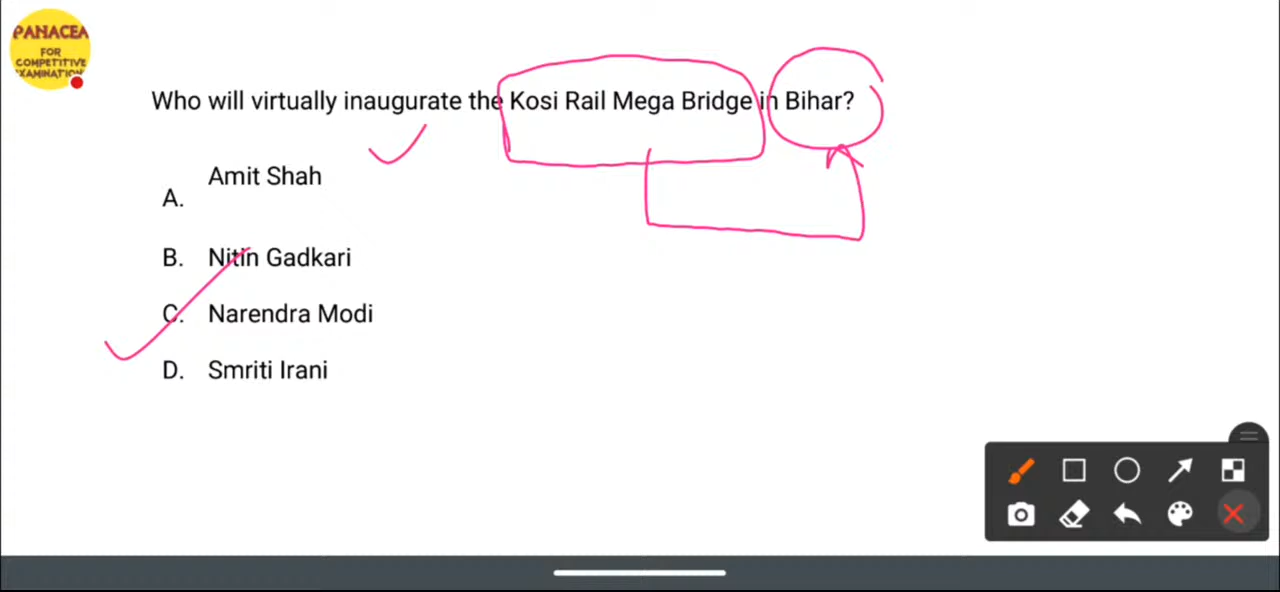 PANACEA
FOR
COMPETITIVE
EXAMINATION
Who will virtually inaugurate the Kosi Rail Mega Bridge in Bihar?
A. Amit Shah
B. Nitin Gadkari
C. Narendra Modi
D. Smriti Irani